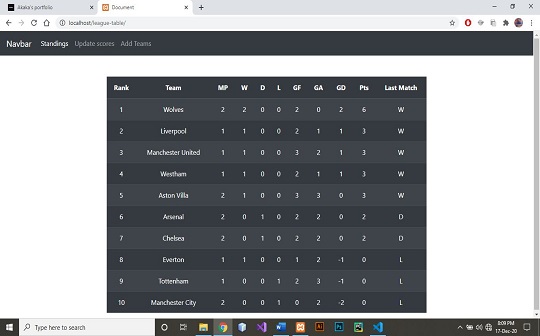 Akaka's portfolio
Document
localhost/league-table/
Navbar Standings Update scores Add Teams
Rank Team MP W D L GF GA GD Pts Last Match
1 Wolves 2 2 0 0 2 0 2 6 W
2 Liverpool 1 1 0 0 2 1 1 3 W
3 Manchester United 1 1 0 0 3 2 1 3 W
4 Westham 1 1 0 0 2 1 1 3 W
5 Aston Villa 2 1 0 0 3 3 0 3 W
6 Arsenal 2 0 1 0 2 2 0 2 D
7 Chelsea 2 0 1 0 2 2 0 2 D
8 Everton 1 1 0 0 1 2 -1 0 L
9 Tottenham 1 0 0 1 2 3 -1 0 L
10 Manchester City 2 0 0 1 0 2 -2 0 L
Type here to search
8:09 PM
17-Dec-20